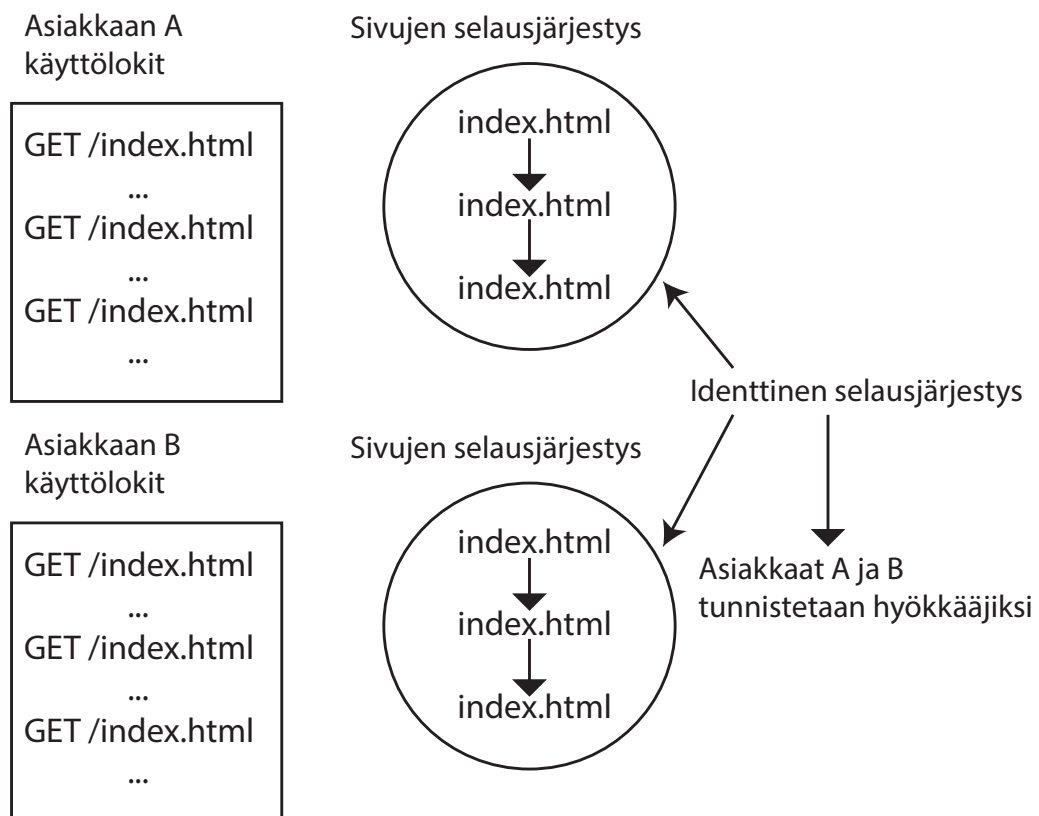 Asiakkaan A
käyttölokit
GET /index.html
...
GET /index.html
...
GET /index.html
...
Sivujen selausjärjestys
index.html
index.html
index.html
Identtinen selausjärjestys
Asiakkaan B
käyttölokit
GET /index.html
...
GET /index.html
...
GET /index.html
...
Sivujen selausjärjestys
index.html
index.html
index.html
Asiakkaat A ja B
tunnistetaan hyökkääjiksi